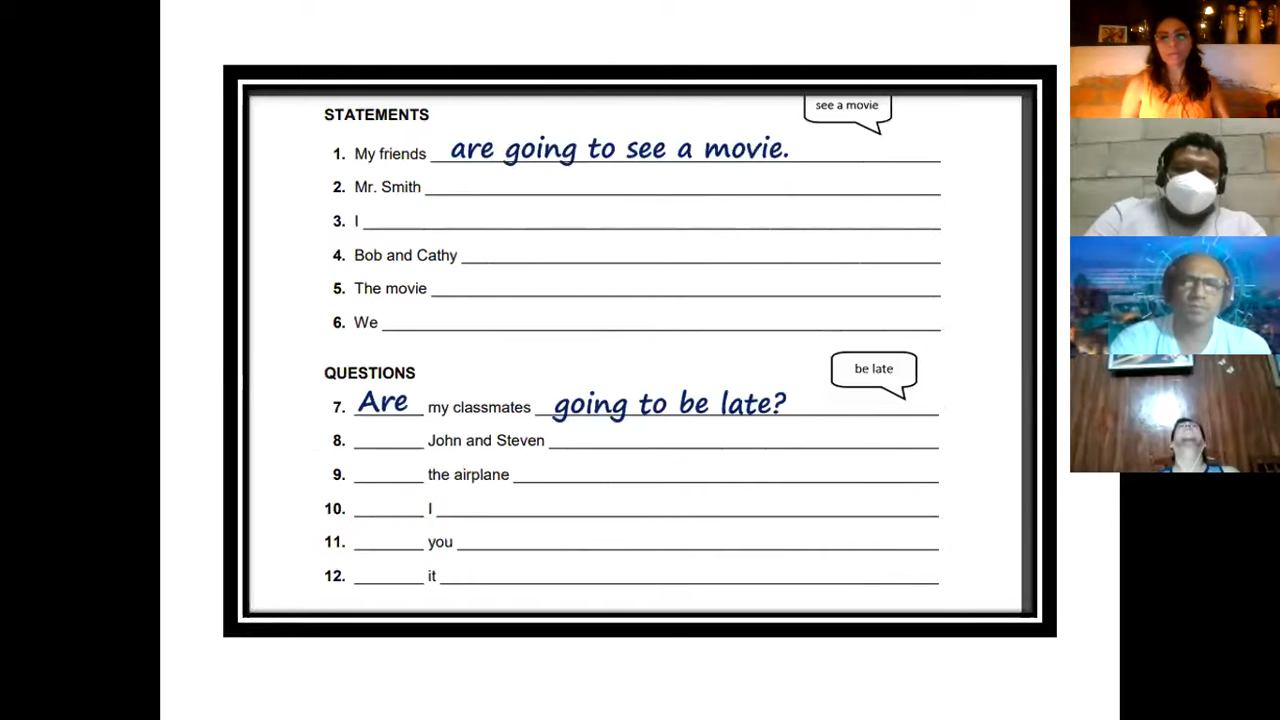 see a movie
STATEMENTS
1. My friends are going to see a movie.
2. Mr. Smith
3. I
4. Bob and Cathy
5. The movie
6. We
be late
QUESTIONS
7. Are my classmates going to be late?
8. John and Steven
9. the airplane
10. I
11. you
12. it